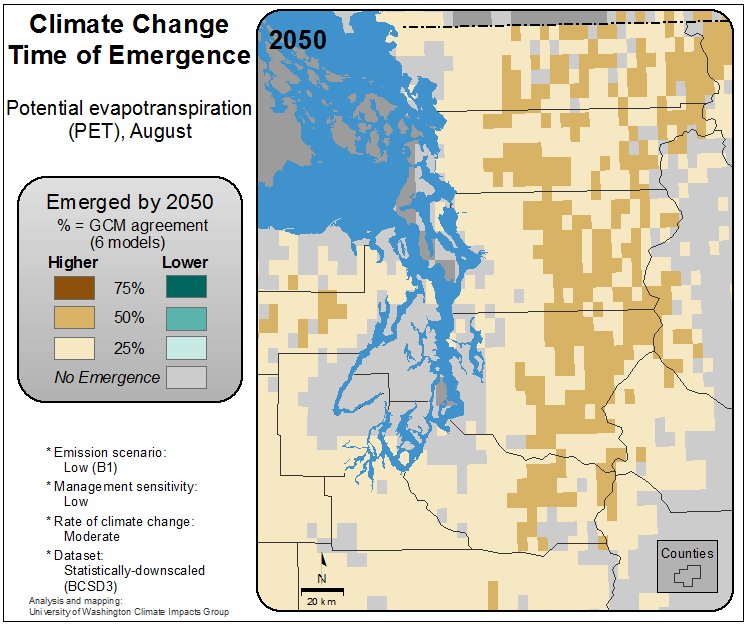 Climate Change
Time of Emergence
Potential evapotranspiration
(PET), August
Emerged by 2050
% = GCM agreement
(6 models)
Higher Lower
75%
50%
25%
No Emergence
* Emission scenario:
Low (B1)
* Management sensitivity:
Low
* Rate of climate change:
Moderate
* Dataset:
Statistically-downscaled
(BCSD3)
Analysis and mapping:
University of Washington Climate Impacts Group
2050
N
20 km
Counties